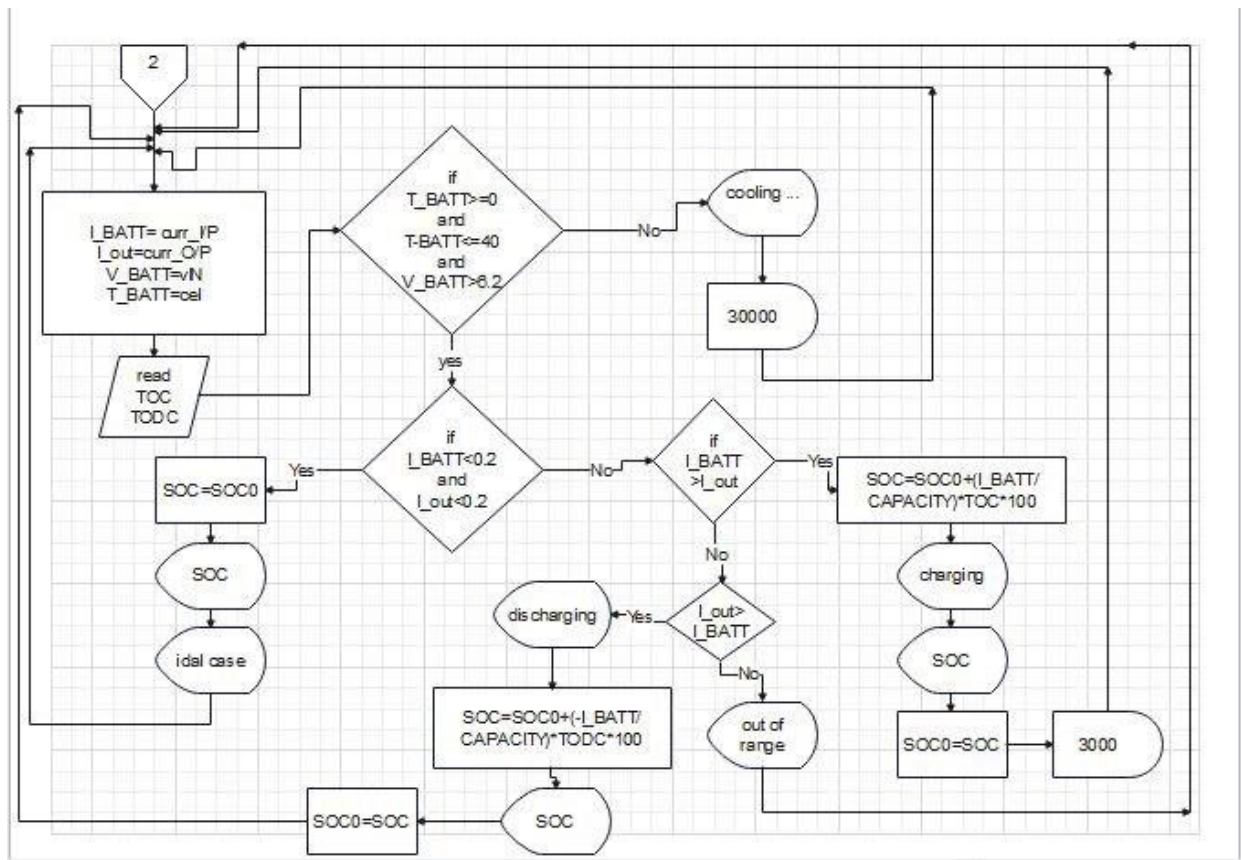 2
I_BATT= curr_I/P
I_out=curr_O/P
V_BATT=vIN
T_BATT=cel
read
TOC
TODC
if
T_BATT>=0
and
T-BATT<=40
and
V_BATT>6.2
No
cooling ...
30000
yes
if
I_BATT<0.2
and
I_out<0.2
Yes
SOC=SOC0
SOC
idal case
No
if
I_BATT
>I_out
Yes
SOC=SOC0+(I_BATT/
CAPACITY)*TOC*100
charging
SOC
SOC0=SOC
3000
No
I_out>
I_BATT
Yes
discharging
SOC=SOC0+(-I_BATT/
CAPACITY)*TODC*100
SOC
SOC0=SOC
No
out of
range